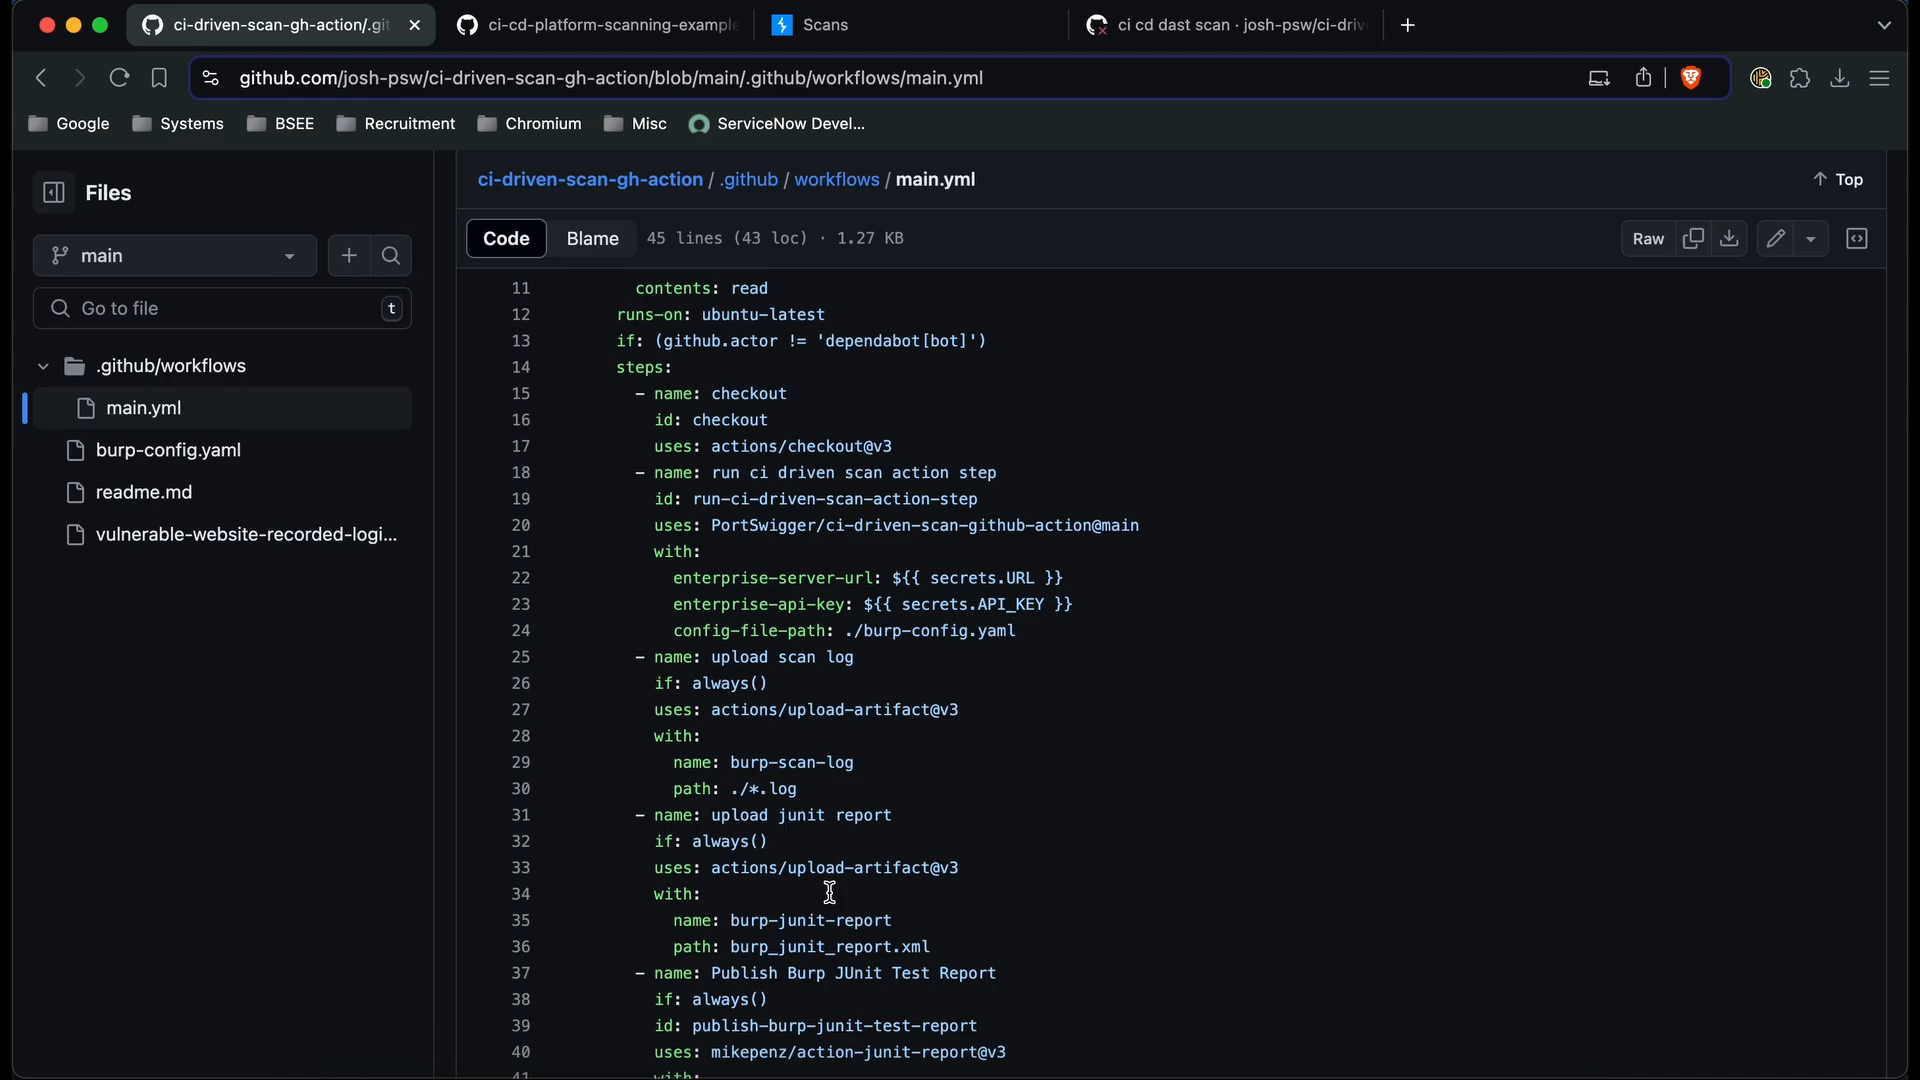 ci-driven-scan-gh-action/.git
ci-cd-platform-scanning-example
Scans
ci cd dast scan · josh-psw/ci-driv
github.com/josh-psw/ci-driven-scan-gh-action/blob/main/.github/workflows/main.yml
Google
Systems
BSEE
Recruitment
Chromium
Misc
ServiceNow Devel...
Files
main
Go to file
t
.github/workflows
main.yml
burp-config.yaml
readme.md
vulnerable-website-recorded-logi...
ci-driven-scan-gh-action / .github / workflows / main.yml
Top
Code
Blame
45 lines (43 loc) · 1.27 KB
Raw
11 contents: read
12 runs-on: ubuntu-latest
13 if: (github.actor != 'dependabot[bot]')
14 steps:
15 - name: checkout
16 id: checkout
17 uses: actions/checkout@v3
18 - name: run ci driven scan action step
19 id: run-ci-driven-scan-action-step
20 uses: PortSwigger/ci-driven-scan-github-action@main
21 with:
22 enterprise-server-url: ${{ secrets.URL }}
23 enterprise-api-key: ${{ secrets.API_KEY }}
24 config-file-path: ./burp-config.yaml
25 - name: upload scan log
26 if: always()
27 uses: actions/upload-artifact@v3
28 with:
29 name: burp-scan-log
30 path: ./*.log
31 - name: upload junit report
32 if: always()
33 uses: actions/upload-artifact@v3
34 with:
35 name: burp-junit-report
36 path: burp_junit_report.xml
37 - name: Publish Burp JUnit Test Report
38 if: always()
39 id: publish-burp-junit-test-report
40 uses: mikepenz/action-junit-report@v3
41 with: